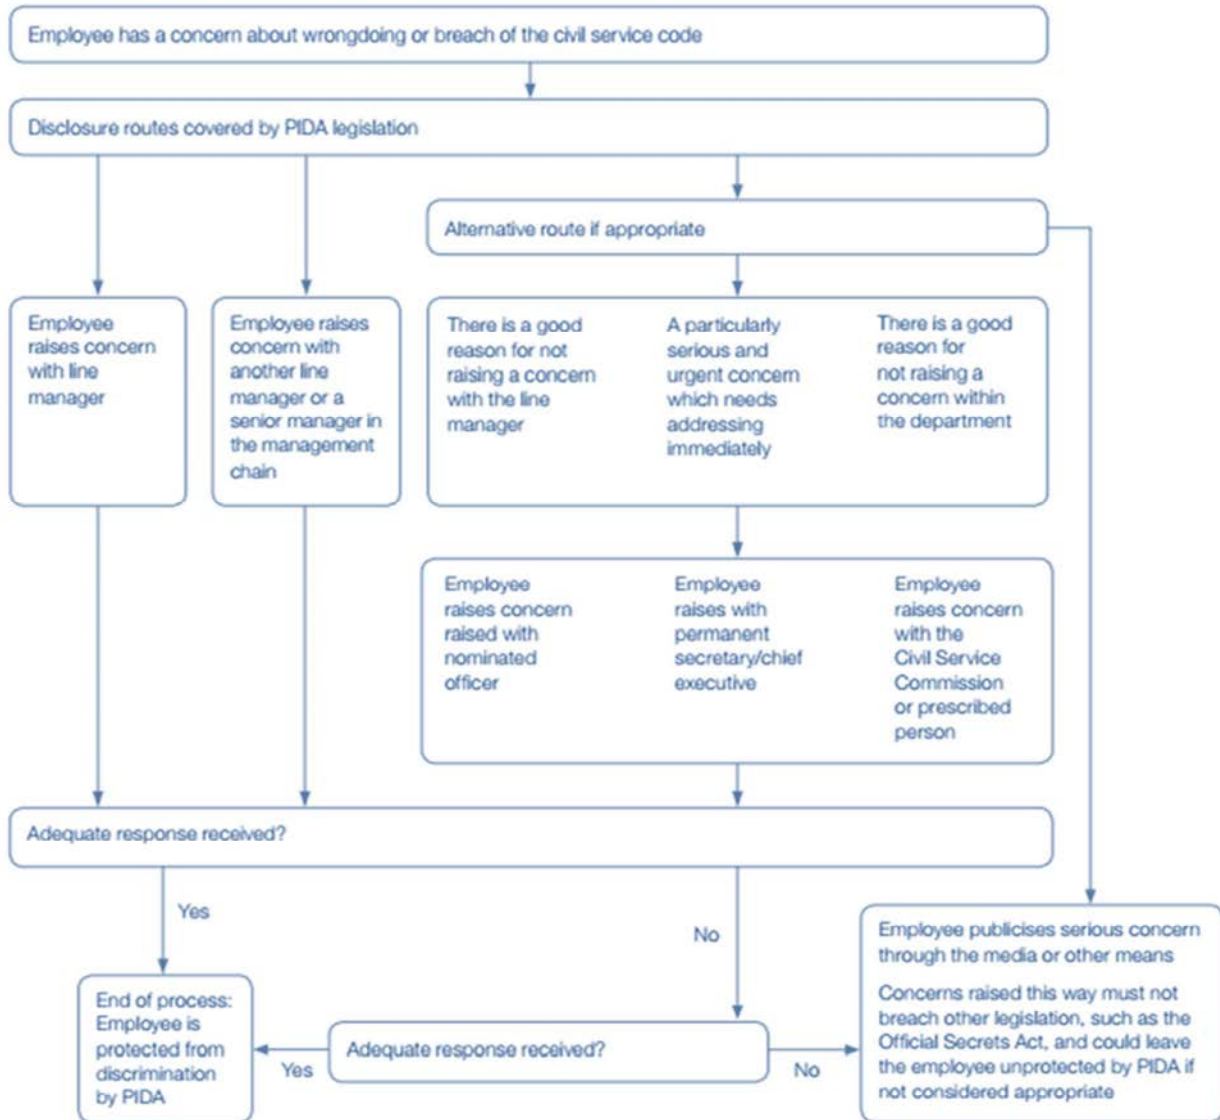 Employee has a concern about wrongdoing or breach of the civil service code
Disclosure routes covered by PIDA legislation
Alternative route if appropriate
Employee
raises concern
with line
manager
Employee raises
concern with
another line
manager or a
senior manager in
the management
chain
There is a good
reason for not
raising a concern
with the line
manager
A particularly
serious and
urgent concern
which needs
addressing
immediately
There is a good
reason for
not raising a
concern within
the department
Employee
raises concern
raised with
nominated
officer
Employee
raises with
permanent
secretary/chief
executive
Employee
raises concern
with the
Civil Service
Commission
or prescribed
person
Adequate response received?
Yes
No
End of process:
Employee is
protected from
discrimination
by PIDA
Yes
Adequate response received?
No
Employee publicises serious concern
through the media or other means
Concerns raised this way must not
breach other legislation, such as the
Official Secrets Act, and could leave
the employee unprotected by PIDA if
not considered appropriate